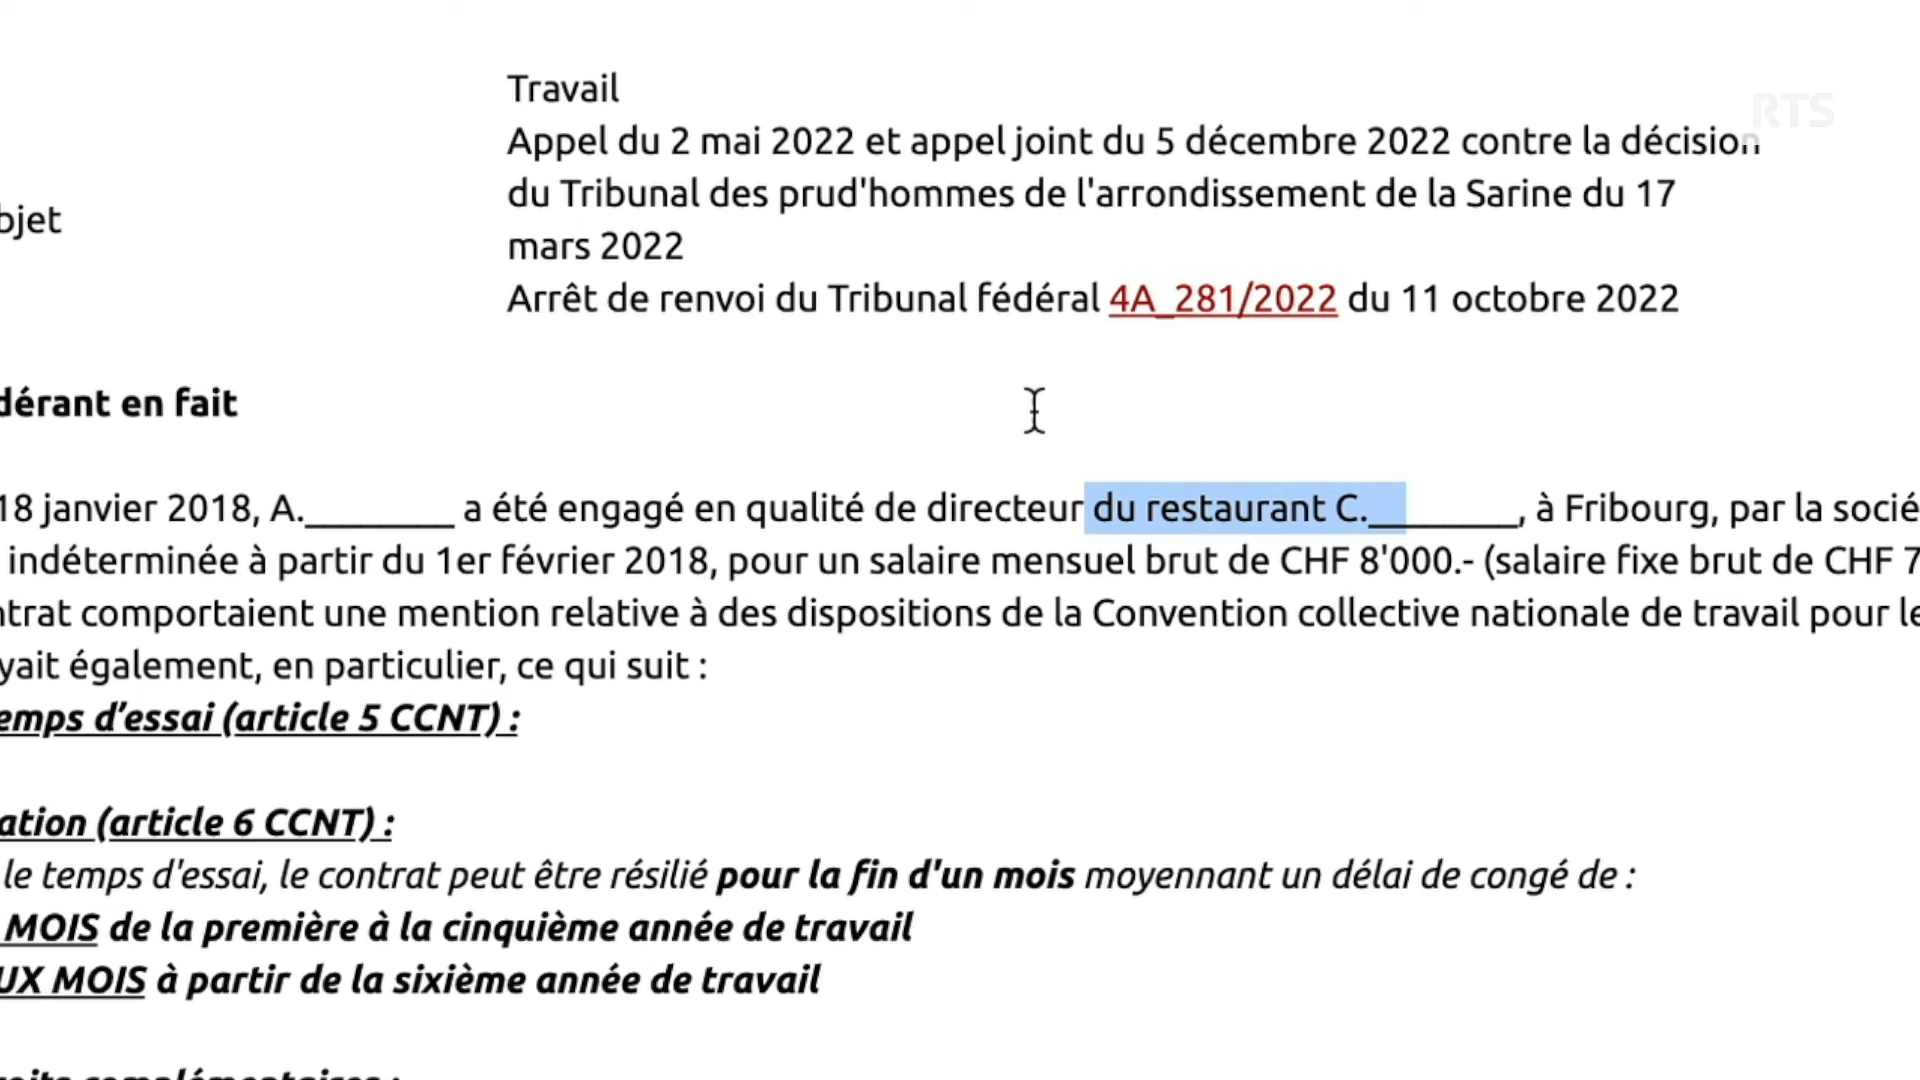 Travail
RTS
Appel du 2 mai 2022 et appel joint du 5 décembre 2022 contre la décision
du Tribunal des prud'hommes de l'arrondissement de la Sarine du 17
bjet
mars 2022
Arrêt de renvoi du Tribunal fédéral 4A_281/2022 du 11 octobre 2022
dérant en fait
18 janvier 2018, A.________ a été engagé en qualité de directeur du restaurant C.________, à Fribourg, par la socié
indéterminée à partir du 1er février 2018, pour un salaire mensuel brut de CHF 8'000.- (salaire fixe brut de CHF 7
ntrat comportaient une mention relative à des dispositions de la Convention collective nationale de travail pour le
yait également, en particulier, ce qui suit :
emps d’essai (article 5 CCNT) :
ation (article 6 CCNT) :
le temps d'essai, le contrat peut être résilié pour la fin d'un mois moyennant un délai de congé de :
MOIS de la première à la cinquième année de travail
UX MOIS à partir de la sixième année de travail
roits complémentaires :